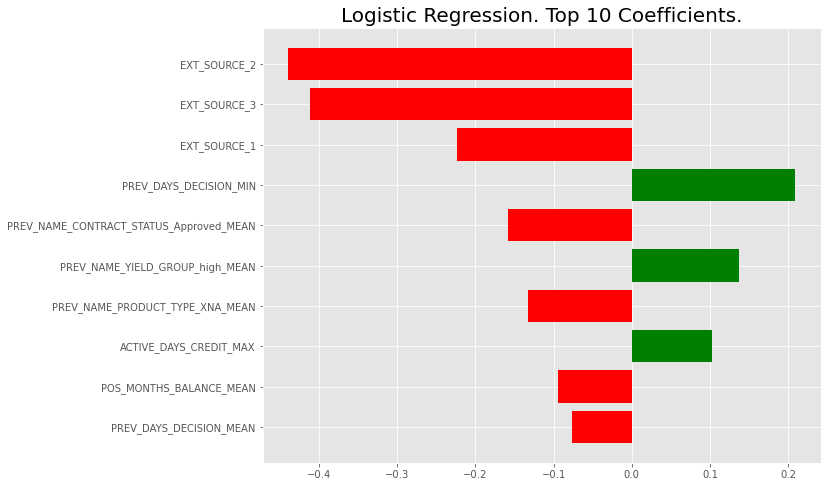 Logistic Regression. Top 10 Coefficients.
EXT_SOURCE_2
EXT_SOURCE_3
EXT_SOURCE_1
PREV_DAYS_DECISION_MIN
PREV_NAME_CONTRACT_STATUS_Approved_MEAN
PREV_NAME_YIELD_GROUP_high_MEAN
PREV_NAME_PRODUCT_TYPE_XNA_MEAN
ACTIVE_DAYS_CREDIT_MAX
POS_MONTHS_BALANCE_MEAN
PREV_DAYS_DECISION_MEAN
−0.4 −0.3 −0.2 −0.1 0.0 0.1 0.2